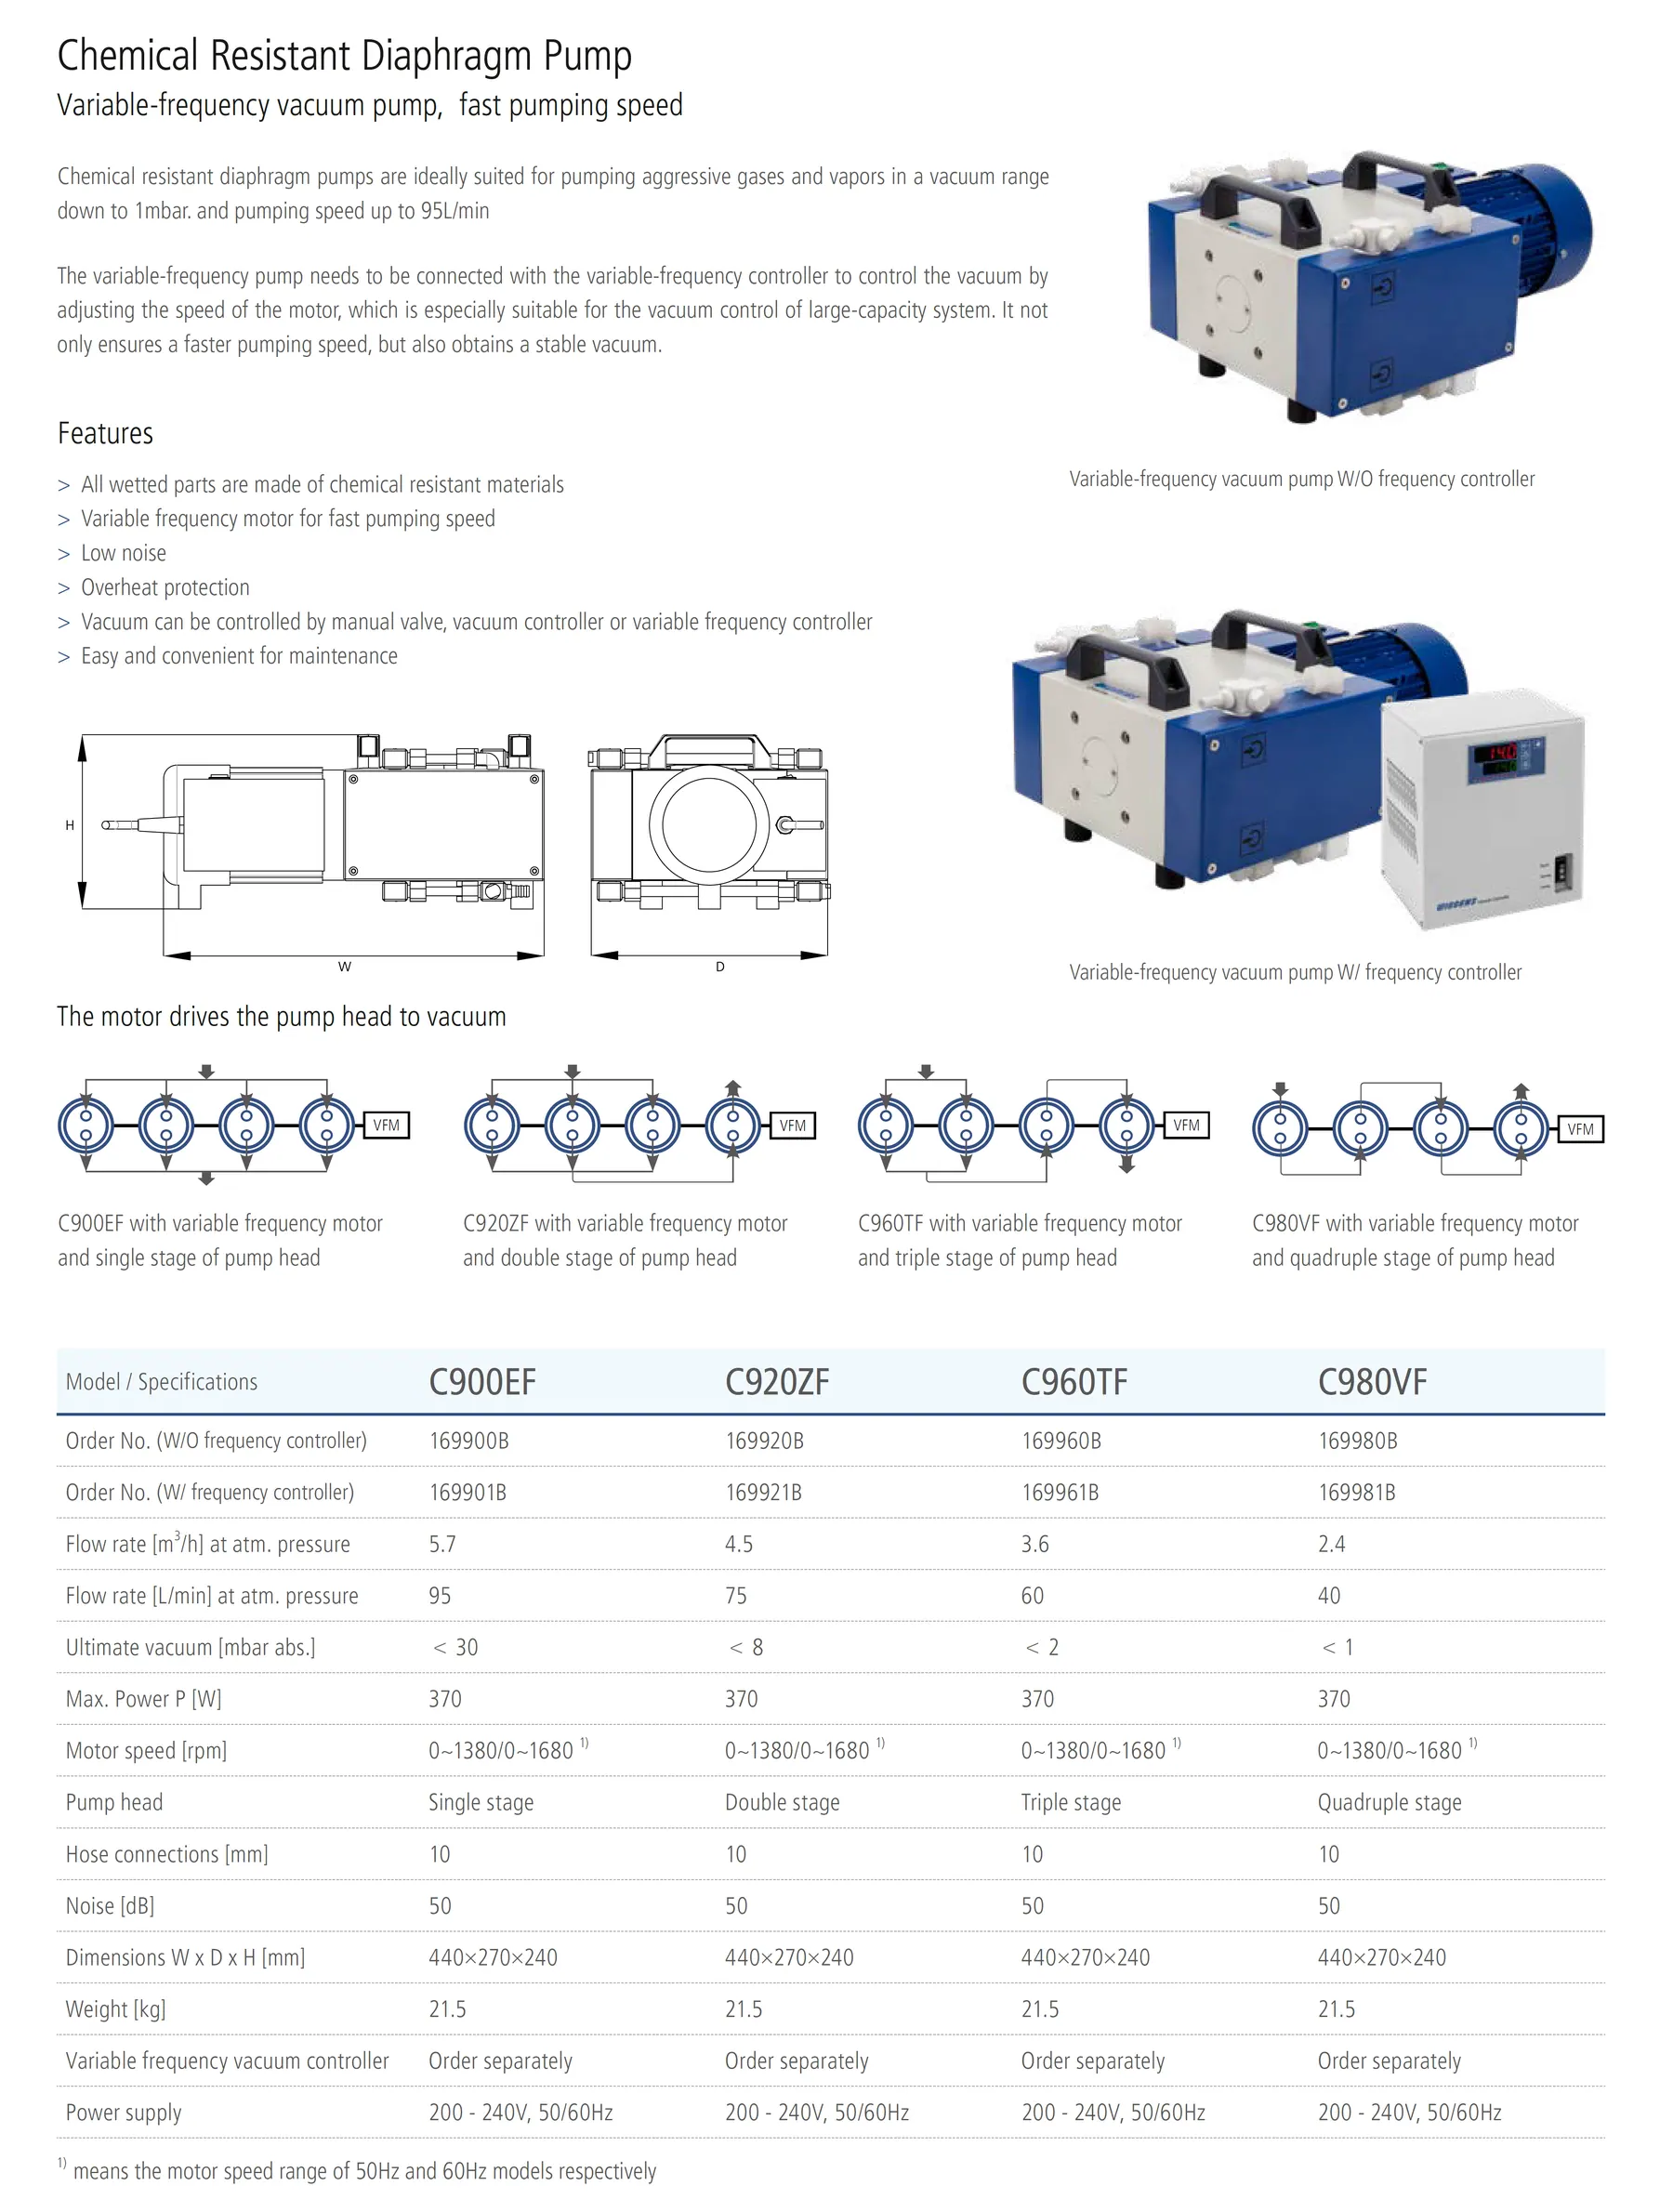 Chemical Resistant Diaphragm Pump
Variable-frequency vacuum pump, fast pumping speed
Chemical resistant diaphragm pumps are ideally suited for pumping aggressive gases and vapors in a vacuum range
down to 1mbar. and pumping speed up to 95L/min
The variable-frequency pump needs to be connected with the variable-frequency controller to control the vacuum by
adjusting the speed of the motor, which is especially suitable for the vacuum control of large-capacity system. It not
only ensures a faster pumping speed, but also obtains a stable vacuum.
Features
> All wetted parts are made of chemical resistant materials
> Variable frequency motor for fast pumping speed
> Low noise
> Overheat protection
> Vacuum can be controlled by manual valve, vacuum controller or variable frequency controller
> Easy and convenient for maintenance
Variable-frequency vacuum pump W/O frequency controller
14.0
WIGGENS
Variable-frequency vacuum pump W/ frequency controller
H
W
D
The motor drives the pump head to vacuum
VFM
VFM
VFM
VFM
C900EF with variable frequency motor
and single stage of pump head
C920ZF with variable frequency motor
and double stage of pump head
C960TF with variable frequency motor
and triple stage of pump head
C980VF with variable frequency motor
and quadruple stage of pump head
Model / Specifications C900EF C920ZF C960TF C980VF
Order No. (W/O frequency controller) 169900B 169920B 169960B 169980B
Order No. (W/ frequency controller) 169901B 169921B 169961B 169981B
Flow rate [m³/h] at atm. pressure 5.7 4.5 3.6 2.4
Flow rate [L/min] at atm. pressure 95 75 60 40
Ultimate vacuum [mbar abs.] < 30 < 8 < 2 < 1
Max. Power P [W] 370 370 370 370
Motor speed [rpm] 0~1380/0~1680 ¹⁾ 0~1380/0~1680 ¹⁾ 0~1380/0~1680 ¹⁾ 0~1380/0~1680 ¹⁾
Pump head Single stage Double stage Triple stage Quadruple stage
Hose connections [mm] 10 10 10 10
Noise [dB] 50 50 50 50
Dimensions W x D x H [mm] 440×270×240 440×270×240 440×270×240 440×270×240
Weight [kg] 21.5 21.5 21.5 21.5
Variable frequency vacuum controller Order separately Order separately Order separately Order separately
Power supply 200 - 240V, 50/60Hz 200 - 240V, 50/60Hz 200 - 240V, 50/60Hz 200 - 240V, 50/60Hz
¹⁾ means the motor speed range of 50Hz and 60Hz models respectively